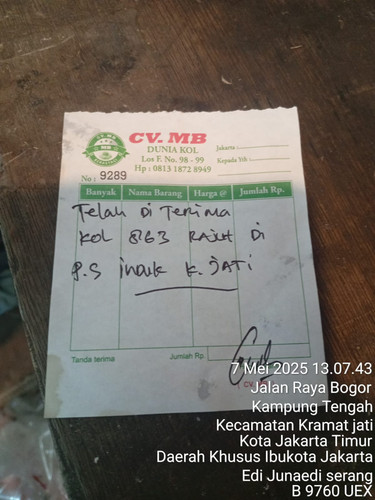 CV. MB
DUNIA KOL
Los F. No. 98 - 99
Hp : 0813 1872 8949
Jakarta
Kepada Yth :
No : 9289
Banyak Nama Barang Harga @ Jumlah Rp.
Telah Di Terima
KOL 8163 RAJUT Di
P.S induk K. JATI
Tanda terima
Jumlah Rp.
CV. MB
7 Mei 2025 13.07.43
Jalan Raya Bogor
Kampung Tengah
Kecamatan Kramat jati
Kota Jakarta Timur
Daerah Khusus Ibukota Jakarta
Edi Junaedi serang
B 9760 UEX